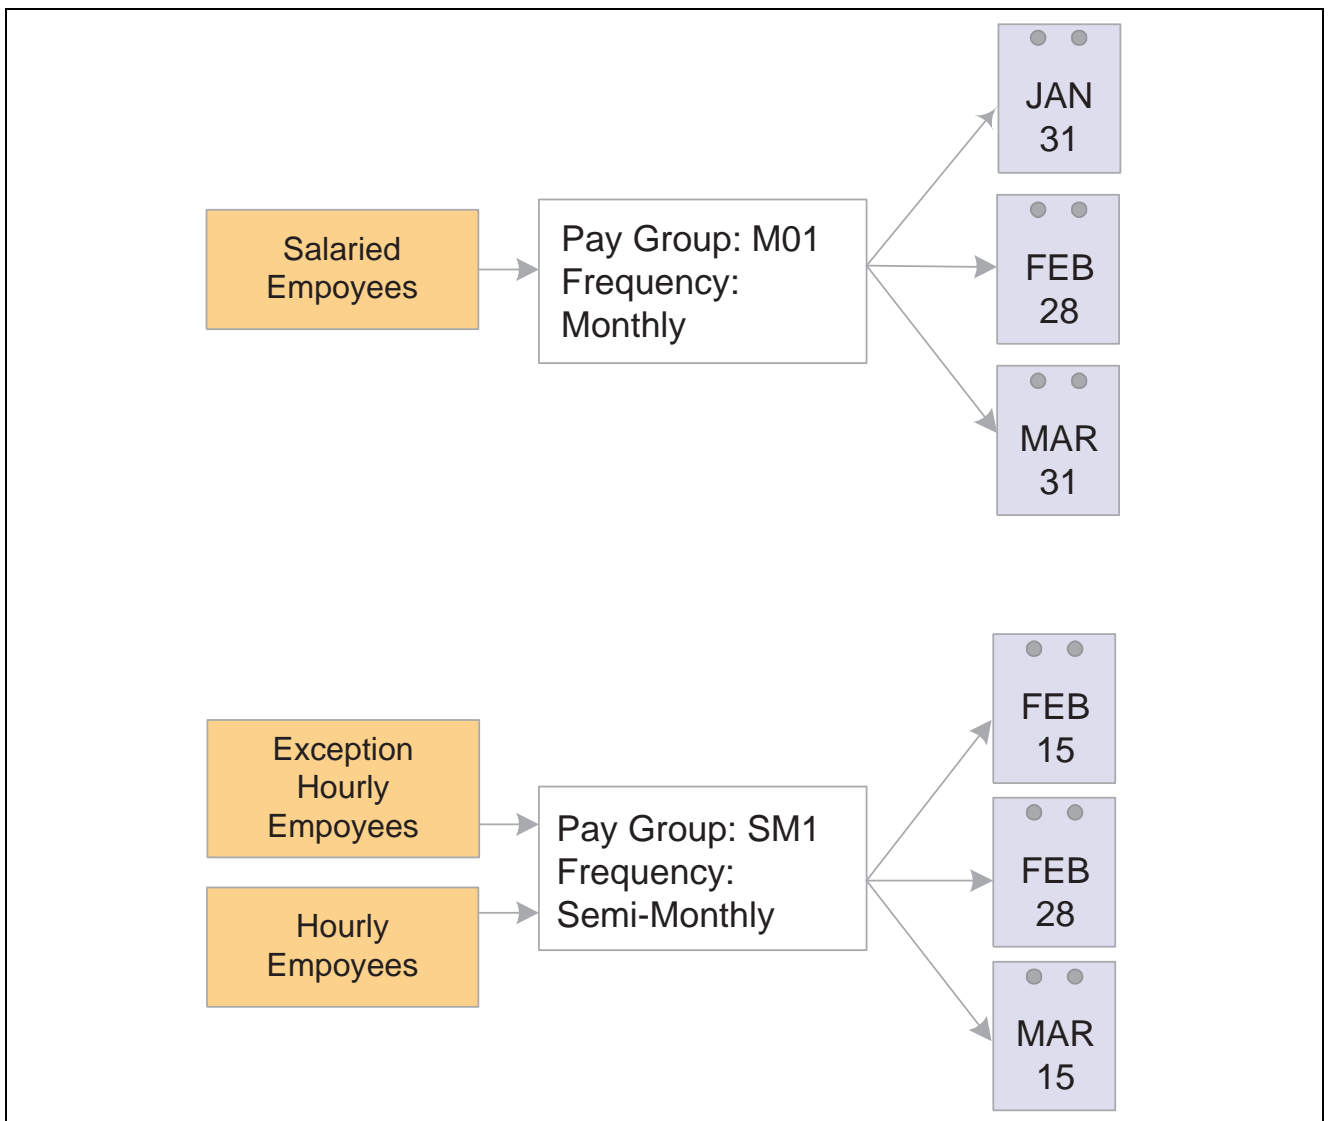 Salaried
Empoyees
Pay Group: M01
Frequency:
Monthly
JAN
31
FEB
28
MAR
31
Exception
Hourly
Empoyees
Hourly
Empoyees
Pay Group: SM1
Frequency:
Semi-Monthly
FEB
15
FEB
28
MAR
15